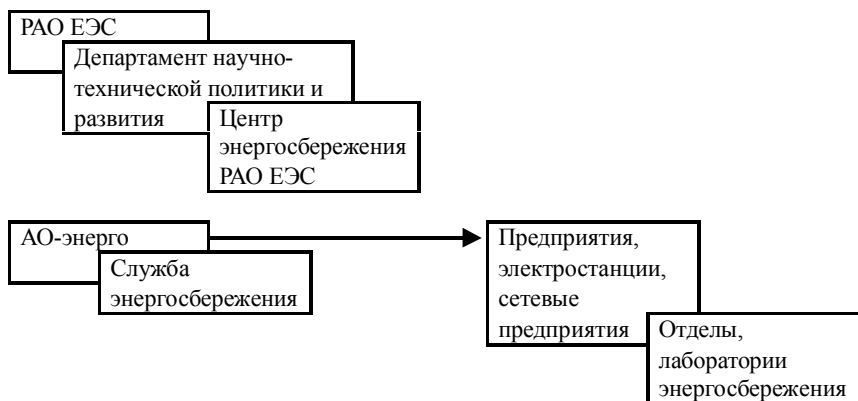 РАО ЕЭС
Департамент научно-
технической политики и
развития
Центр
энергосбережения
РАО ЕЭС
АО-энерго
Служба
энергосбережения
Предприятия,
электростанции,
сетевые
предприятия
Отделы,
лаборатории
энергосбережения